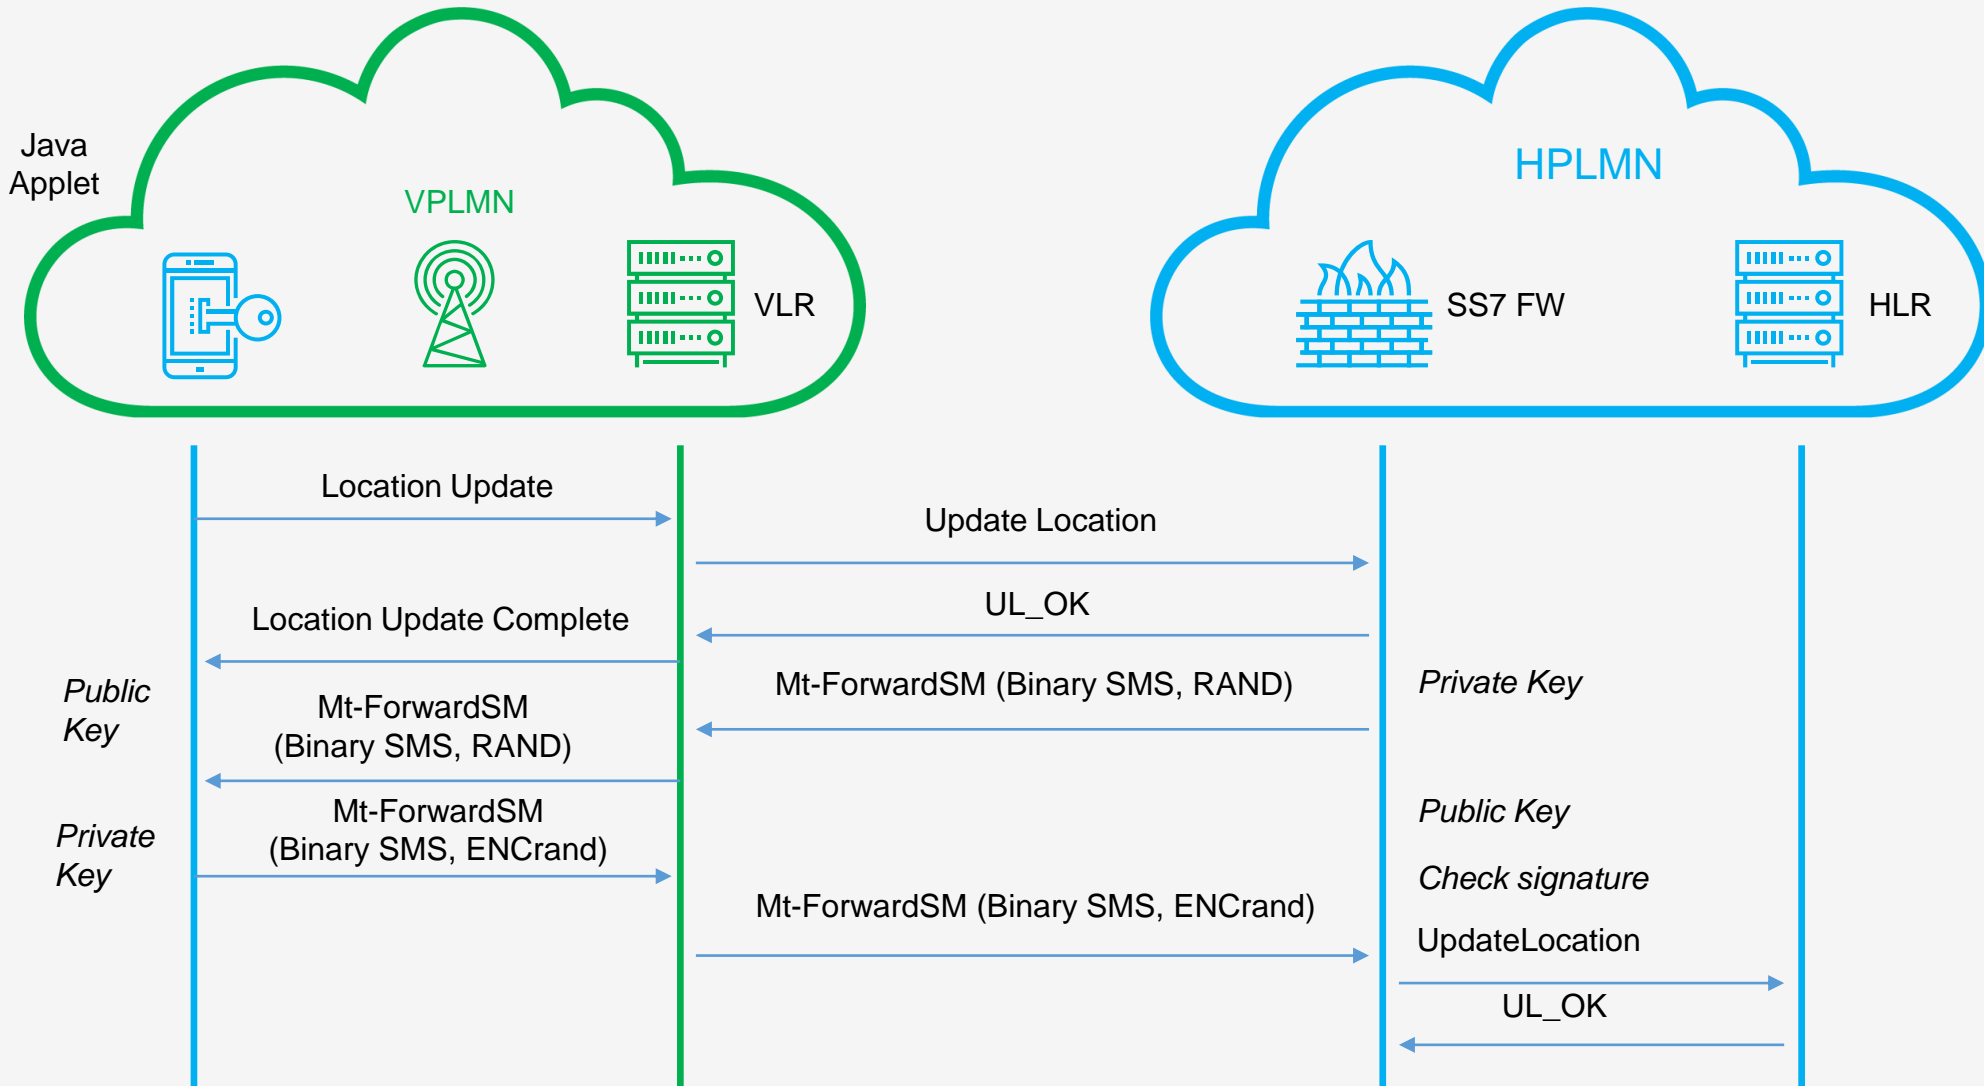 Java
Applet
VPLMN
VLR
HPLMN
SS7 FW
HLR
Location Update
Update Location
UL_OK
Location Update Complete
Mt-ForwardSM (Binary SMS, RAND)
Private Key
Public
Key
Mt-ForwardSM
(Binary SMS, RAND)
Mt-ForwardSM
(Binary SMS, ENCrand)
Private
Key
Public Key
Check signature
Mt-ForwardSM (Binary SMS, ENCrand)
UpdateLocation
UL_OK